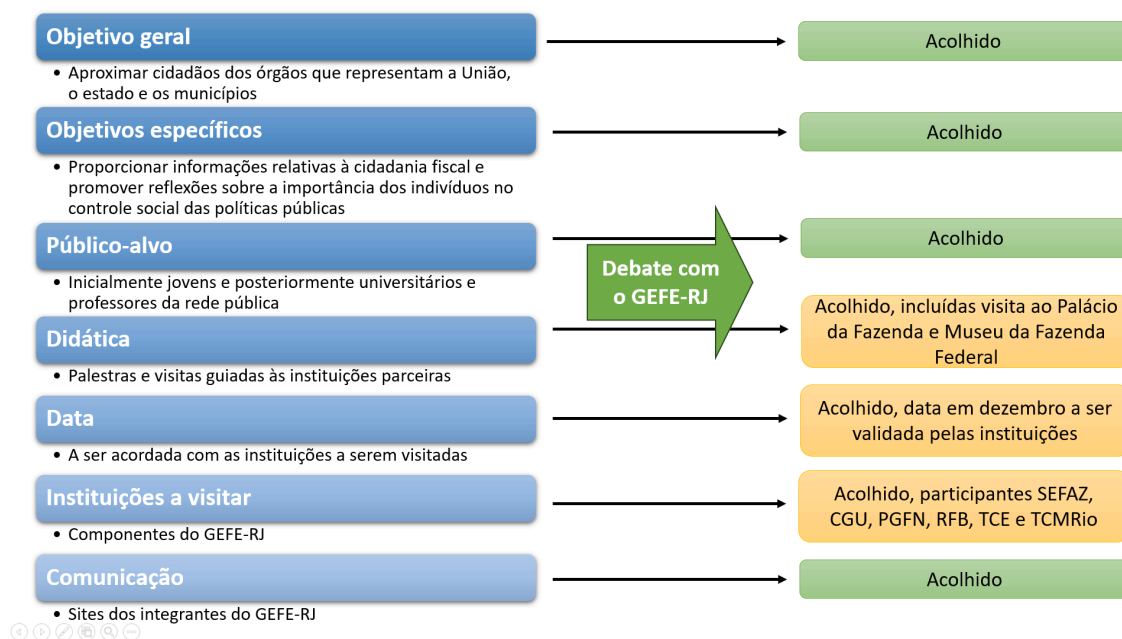 Objetivo geral
• Aproximar cidadãos dos órgãos que representam a União,
o estado e os municípios
Acolhido
Objetivos específicos
• Proporcionar informações relativas à cidadania fiscal e
promover reflexões sobre a importância dos indivíduos no
controle social das políticas públicas
Acolhido
Público-alvo
• Inicialmente jovens e posteriormente universitários e
professores da rede pública
Acolhido
Debate com
o GEFE-RJ
Didática
• Palestras e visitas guiadas às instituições parceiras
Acolhido, incluídas visita ao Palácio
da Fazenda e Museu da Fazenda
Federal
Data
• A ser acordada com as instituições a serem visitadas
Acolhido, data em dezembro a ser
validada pelas instituições
Instituições a visitar
• Componentes do GEFE-RJ
Acolhido, participantes SEFAZ,
CGU, PGFN, RFB, TCE e TCMRio
Comunicação
• Sites dos integrantes do GEFE-RJ
Acolhido